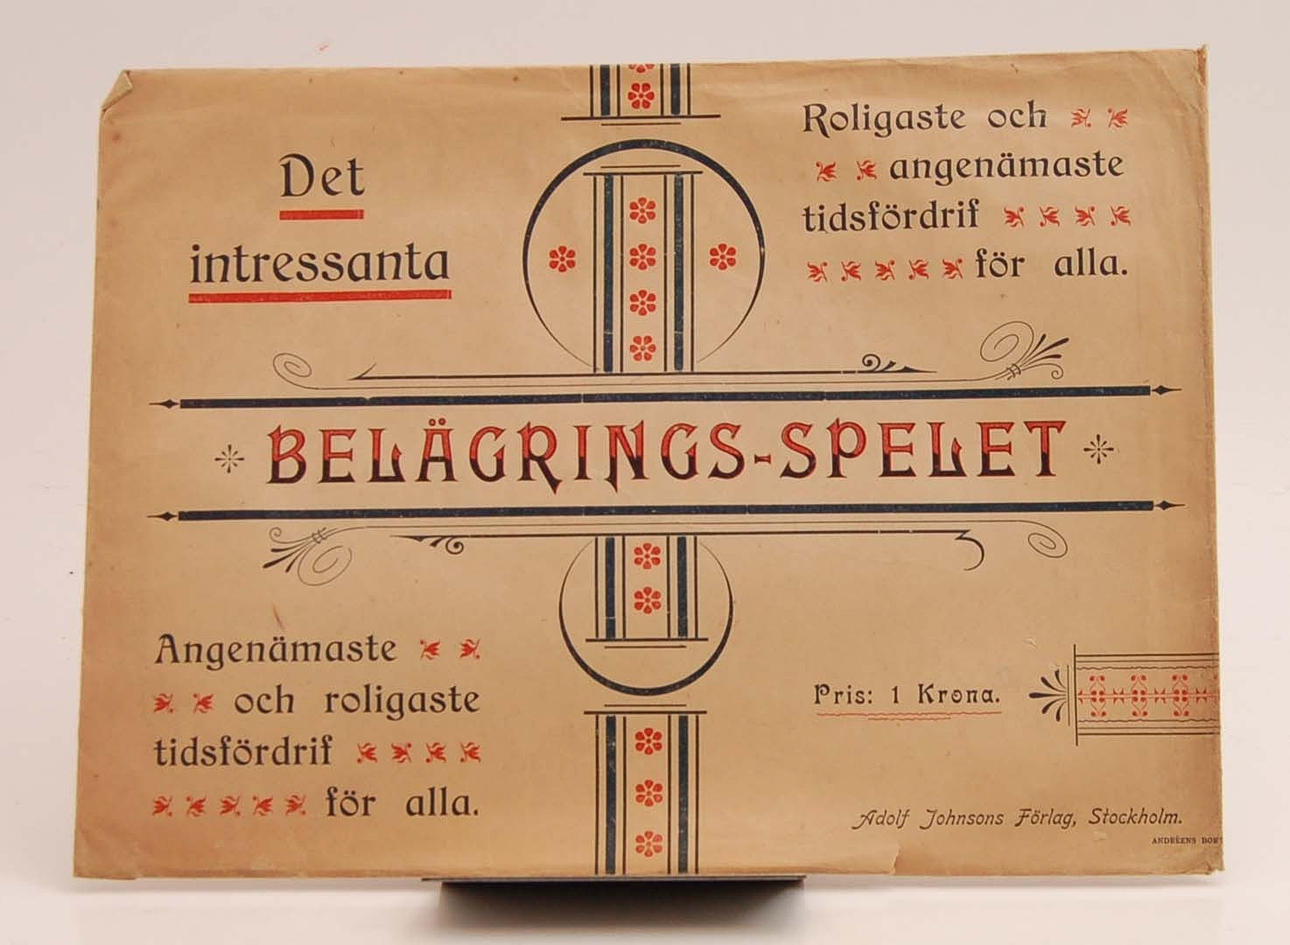 Det
intressanta
Roligaste och
angenämaste
tidsfördrif
för alla.
BELÄGRINGS-SPELET
Angenämaste
och roligaste
tidsfördrif
för alla.
Pris: 1 Krona.
Adolf Johnsons Förlag, Stockholm.
ANDRÉENS